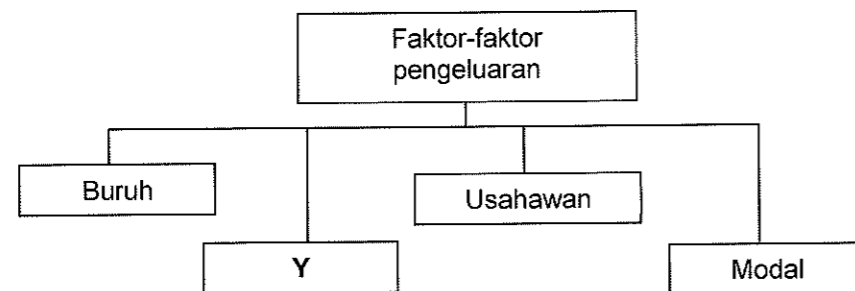 Faktor-faktor
pengeluaran
Buruh
Usahawan
Y
Modal